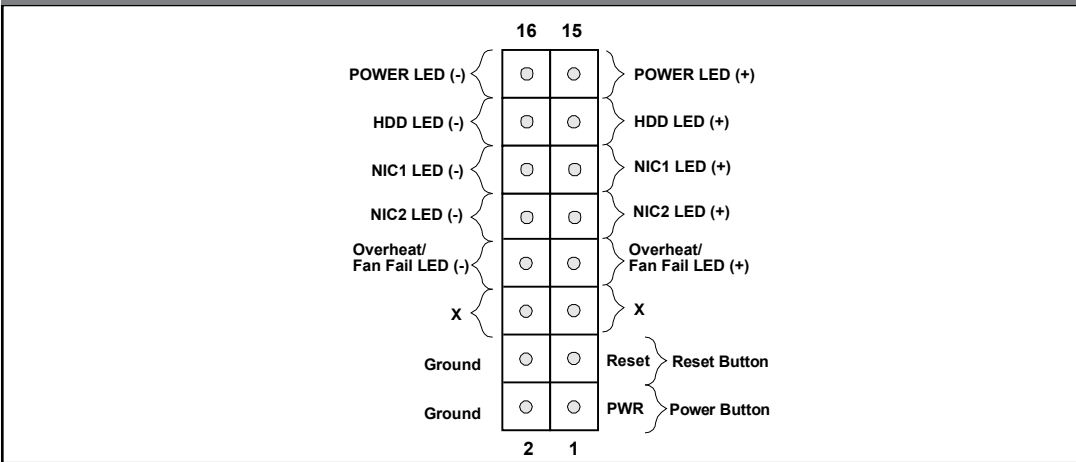 16 15
POWER LED (-) POWER LED (+)
HDD LED (-) HDD LED (+)
NIC1 LED (-) NIC1 LED (+)
NIC2 LED (-) NIC2 LED (+)
Overheat/ Overheat/
Fan Fail LED (-) Fan Fail LED (+)
X X
Ground Reset Reset Button
Ground PWR Power Button
2 1